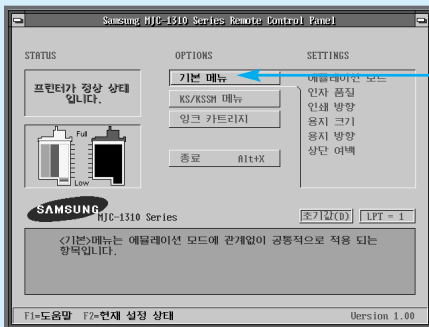 Samsung MJC-1310 Series Remote Control Panel
STATUS
프린터가 정상 상태
입니다.
Full
Low
OPTIONS
기본 메뉴
KS/KSSM 메뉴
잉크 카트리지
종료 Alt+X
SETTINGS
에뮬레이션 모드
인자 품질
인쇄 방향
용지 크기
용지 방향
상단 여백
SAMSUNG
MJC-1310 Series
초기값(D) LPT = 1
<기본>메뉴는 에뮬레이션 모드에 관계없이 공통적으로 적용 되는
항목입니다.
F1=도움말 F2=현재 설정 상태 Version 1.00